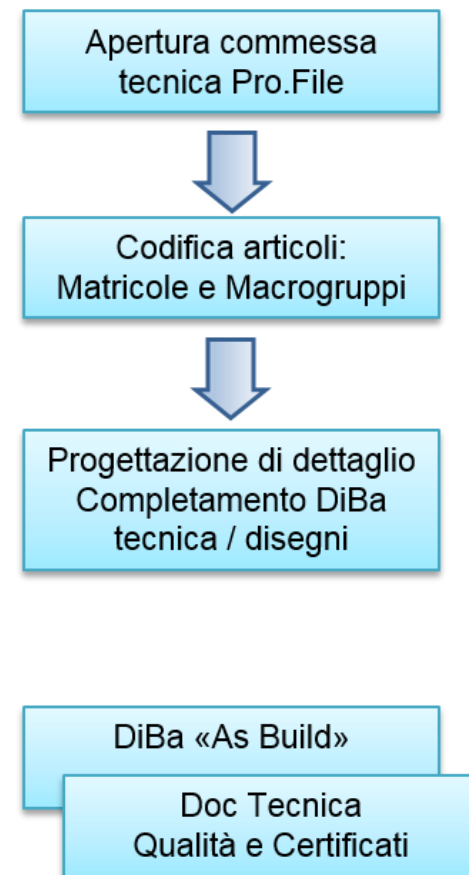 Apertura commessa
tecnica Pro.File
Codifica articoli:
Matricole e Macrogruppi
Progettazione di dettaglio
Completamento DiBa
tecnica / disegni
DiBa «As Build»
Doc Tecnica
Qualità e Certificati